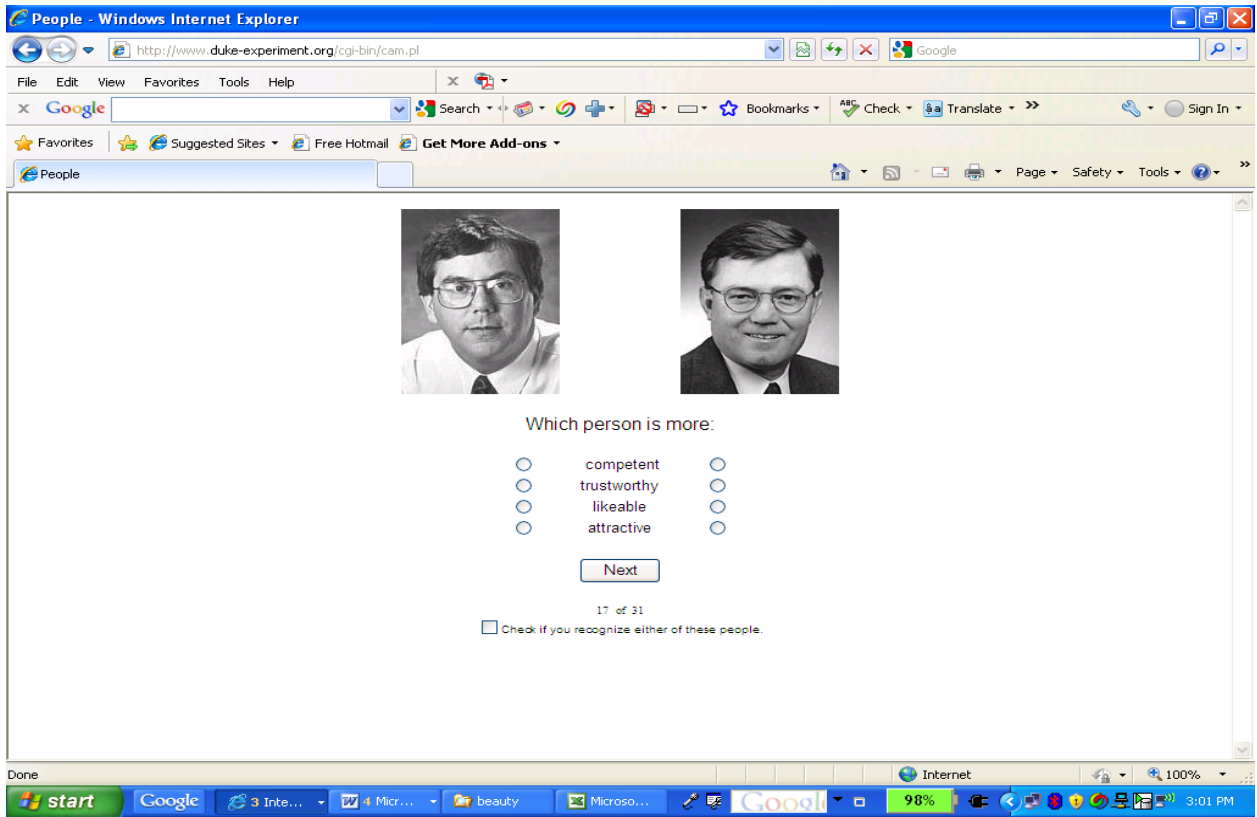 People - Windows Internet Explorer
http://www.duke-experiment.org/cgi-bin/cam.pl
Google
File Edit View Favorites Tools Help
x
x Google Search Bookmarks ABC Check Translate >> Sign In
Favorites Suggested Sites Free Hotmail Get More Add-ons
People Page Safety Tools >>
Which person is more:
competent
trustworthy
likeable
attractive
Next
17 of 31
Check if you recognize either of these people.
Done Internet 100%
start Google 3 Inte... 4 Micr... beauty Microso... Googl 98% 3:01 PM